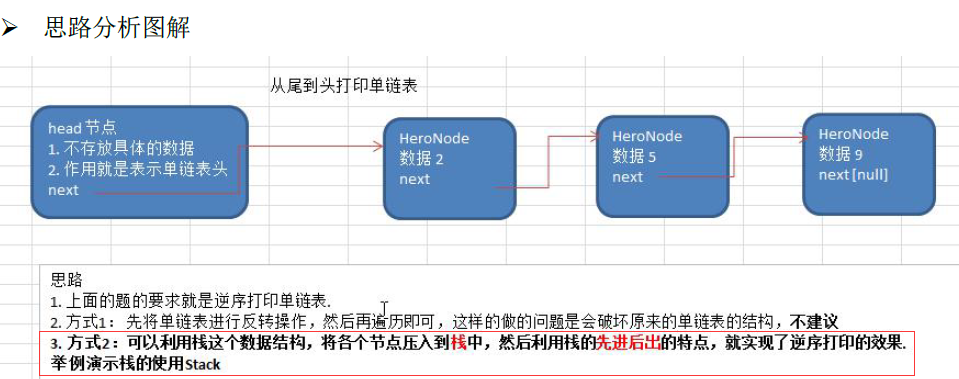 思路分析图解
从尾到头打印单链表
head 节点
1. 不存放具体的数据
2. 作用就是表示单链表头
next
HeroNode
数据 2
next
HeroNode
数据 5
next
HeroNode
数据 9
next [null]
思路
1. 上面的题的要求就是逆序打印单链表.
2. 方式1： 先将单链表进行反转操作，然后再遍历即可，这样的做的问题是会破坏原来的单链表的结构，不建议
3. 方式2：可以利用栈这个数据结构，将各个节点压入到栈中，然后利用栈的先进后出的特点，就实现了逆序打印的效果.
举例演示栈的使用Stack